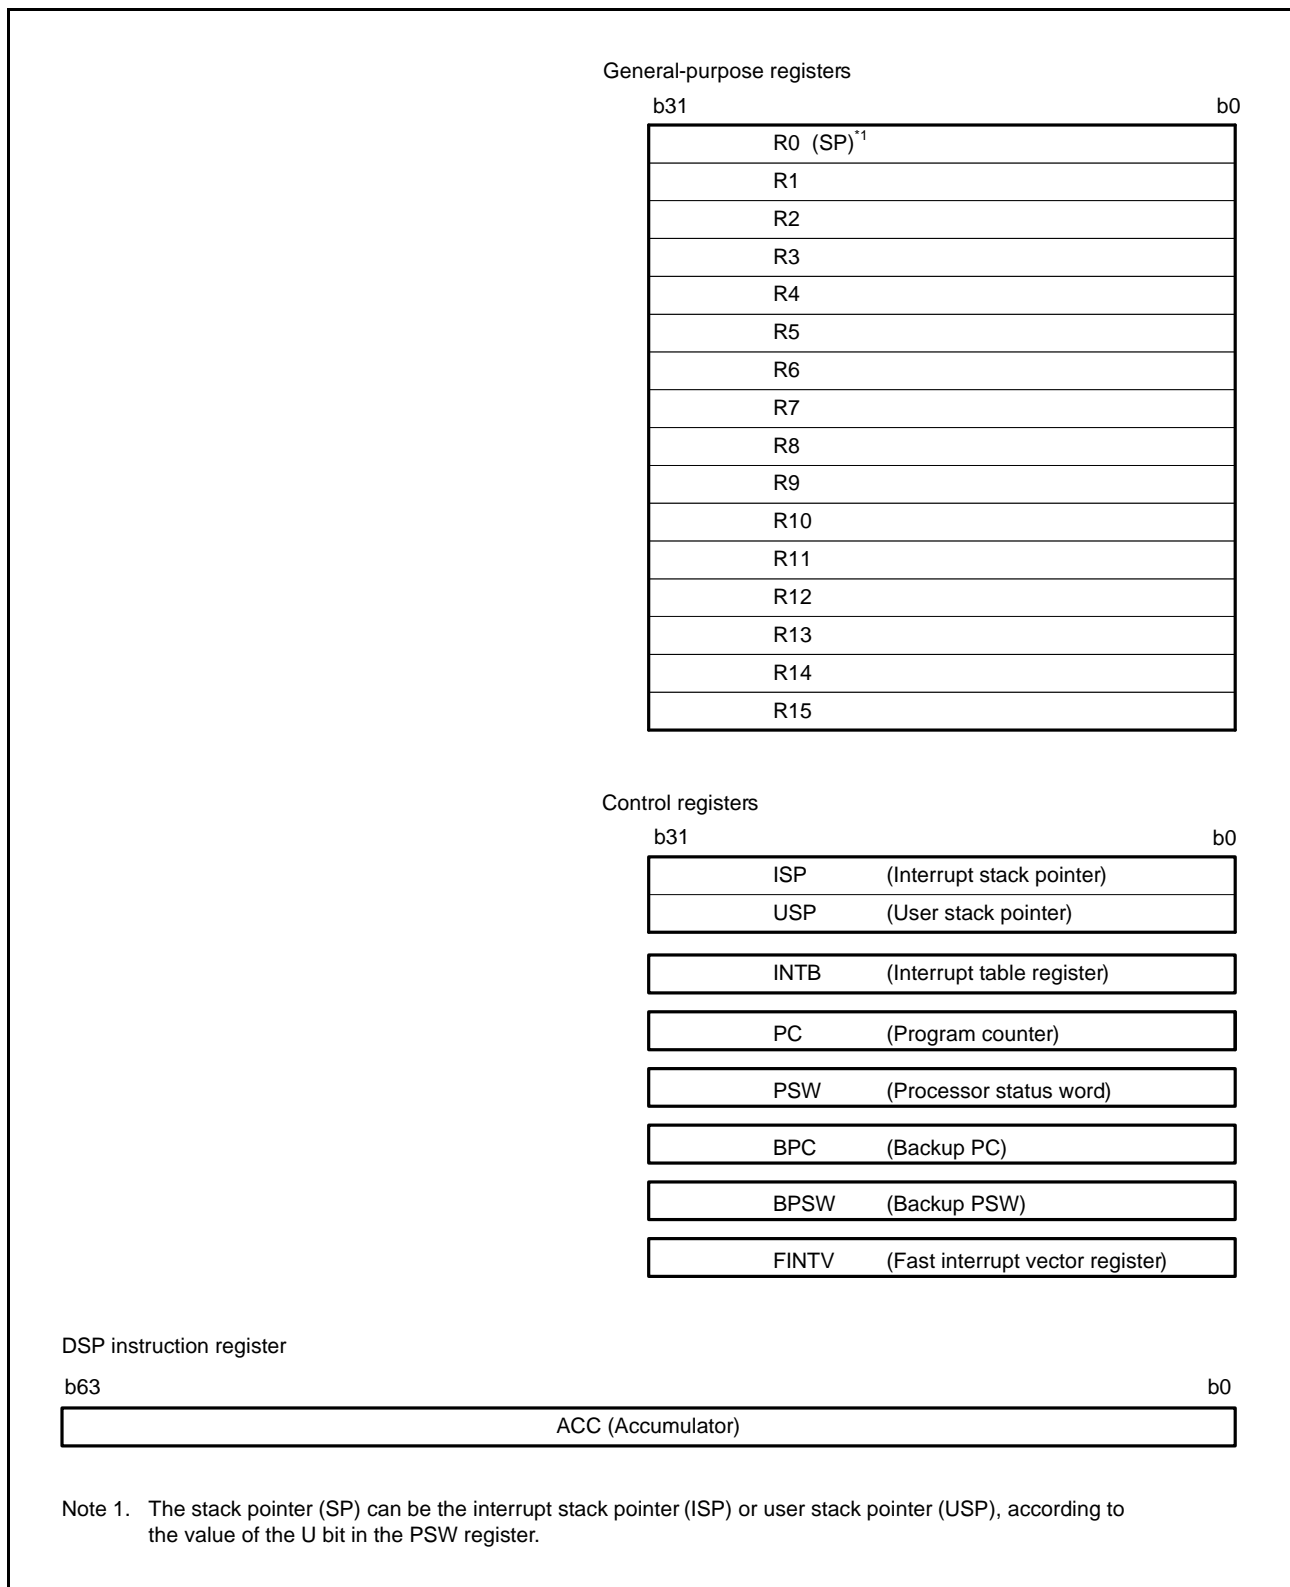 General-purpose registers
b31 b0
R0 (SP)*1
R1
R2
R3
R4
R5
R6
R7
R8
R9
R10
R11
R12
R13
R14
R15
Control registers
b31 b0
ISP (Interrupt stack pointer)
USP (User stack pointer)
INTB (Interrupt table register)
PC (Program counter)
PSW (Processor status word)
BPC (Backup PC)
BPSW (Backup PSW)
FINTV (Fast interrupt vector register)
DSP instruction register
b63 b0
ACC (Accumulator)
Note 1. The stack pointer (SP) can be the interrupt stack pointer (ISP) or user stack pointer (USP), according to
the value of the U bit in the PSW register.